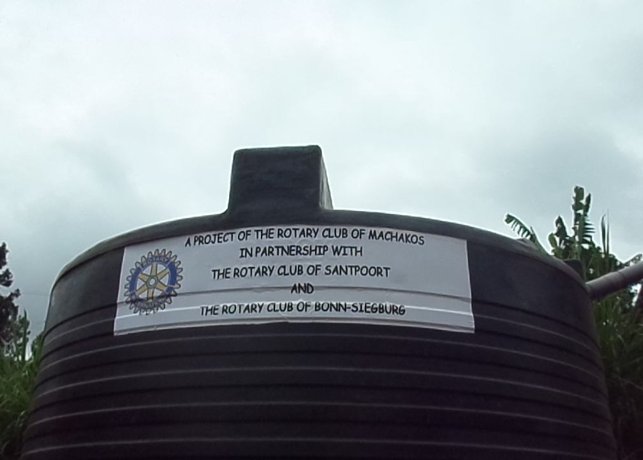 A PROJECT OF THE ROTARY CLUB OF MACHAKOS
IN PARTNERSHIP WITH
THE ROTARY CLUB OF SANTPOORT
AND
THE ROTARY CLUB OF BONN-SIEGBURG